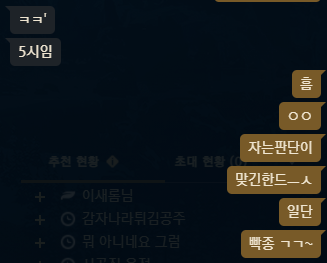 ㅋㅋ'
5시임
흠
ㅇㅇ
자는판단이
맞긴한드ㅡㅅ
일단
빡종 ㄱㄱ~
추천 현황
초대 현황 (0)
이새롬님
감자나라튀김공주
뭐 아니네요 그럼